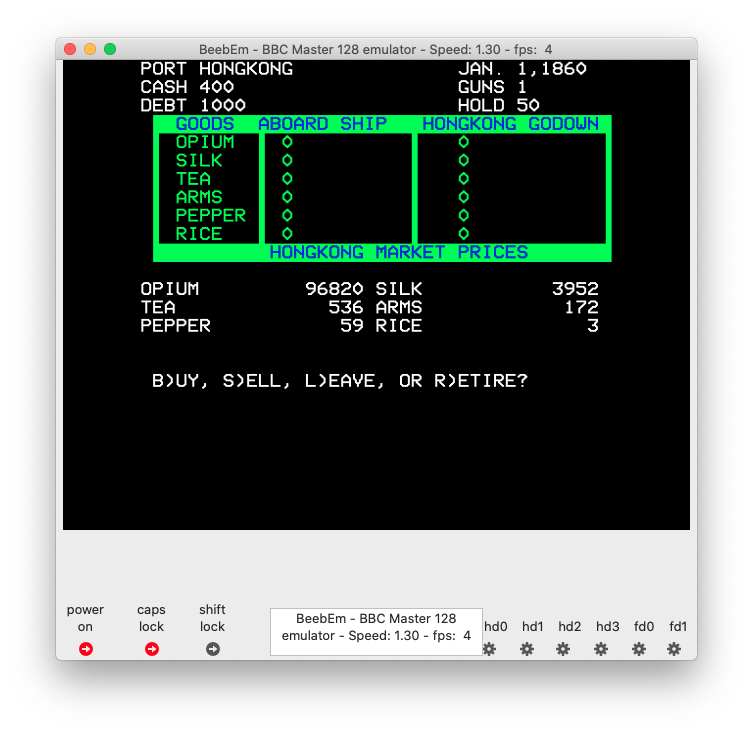 BeebEm - BBC Master 128 emulator - Speed: 1.30 - fps:  4
PORT HONGKONG JAN. 1,1860
CASH 400 GUNS 1
DEBT 1000 HOLD 50
GOODS ABOARD SHIP HONGKONG GODOWN
OPIUM 0 0
SILK 0 0
TEA 0 0
ARMS 0 0
PEPPER 0 0
RICE 0 0
HONGKONG MARKET PRICES
OPIUM 96820 SILK 3952
TEA 536 ARMS 172
PEPPER 59 RICE 3
B)UY, S)ELL, L)EAVE, OR R)ETIRE?
power on
caps lock
shift lock
BeebEm - BBC Master 128
emulator - Speed: 1.30 - fps:  4
hd0 hd1 hd2 hd3 fd0 fd1